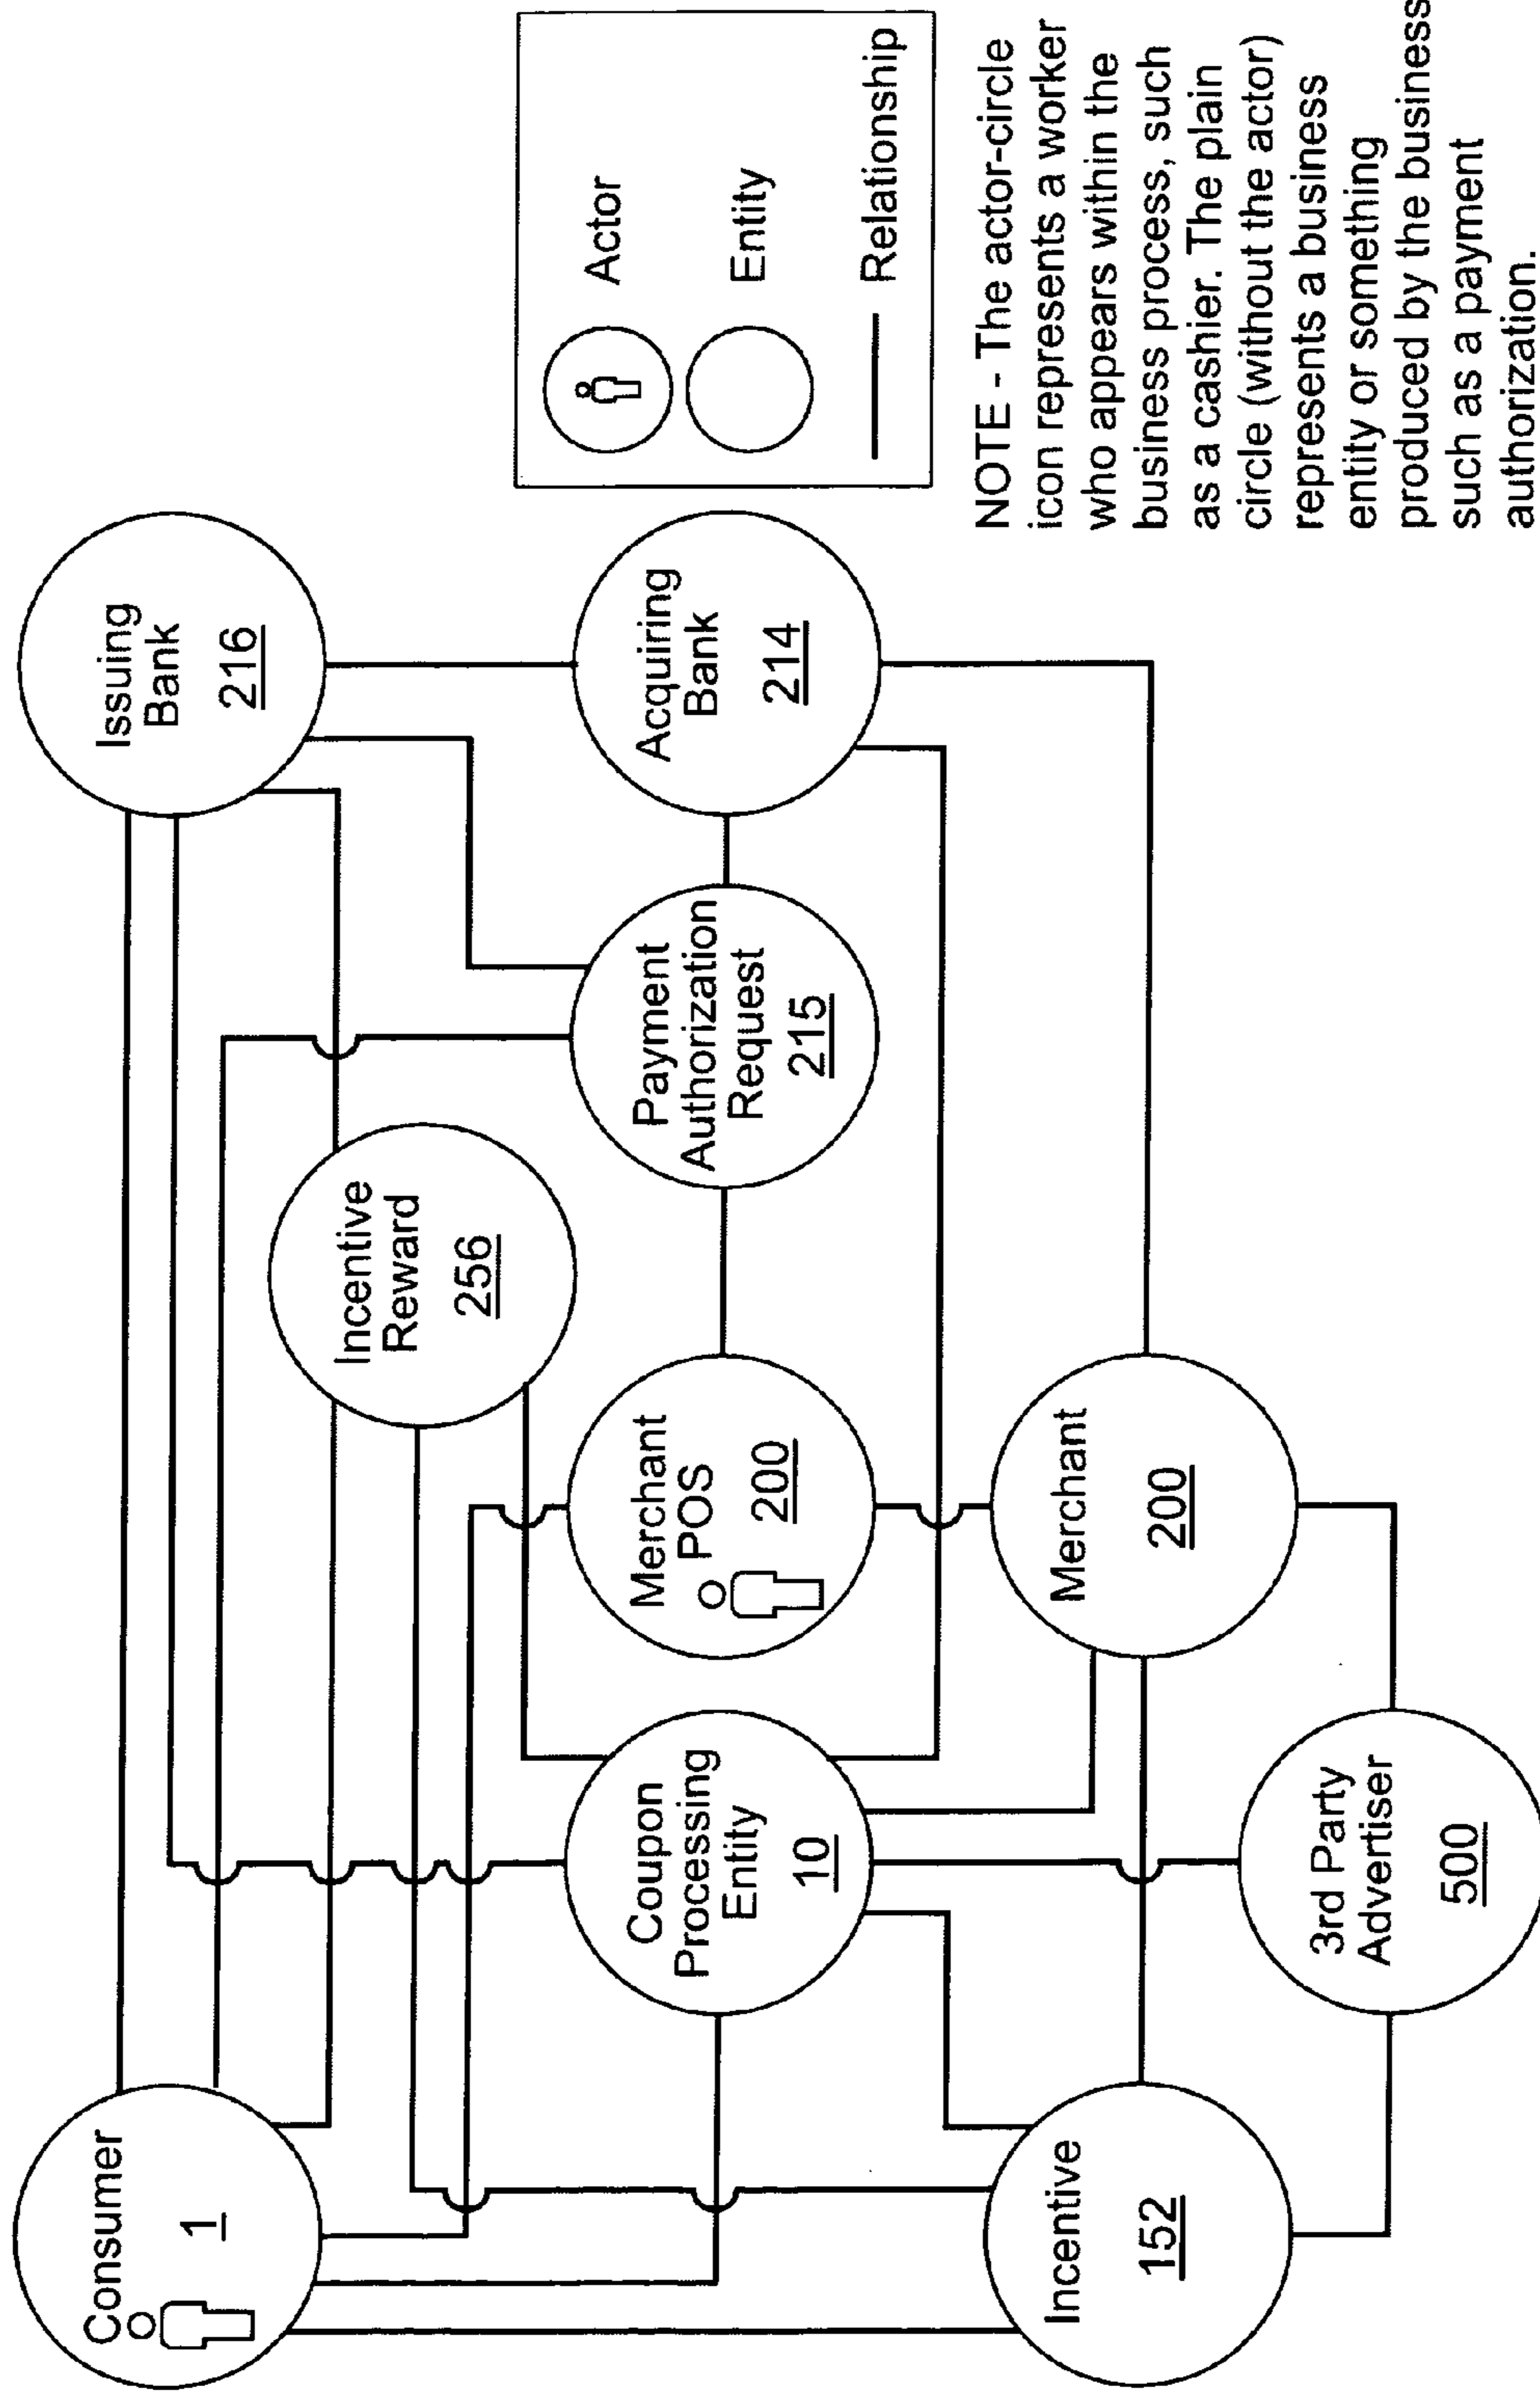 Consumer
1
Issuing
Bank
216
Incentive
Reward
256
Coupon
Processing
Entity
10
Merchant
POS
200
Payment
Authorization
Request
215
Acquiring
Bank
214
Incentive
152
Merchant
200
3rd Party
Advertiser
500
Actor
Entity
Relationship
NOTE - The actor-circle
icon represents a worker
who appears within the
business process, such
as a cashier. The plain
circle (without the actor)
represents a business
entity or something
produced by the business
such as a payment
authorization.